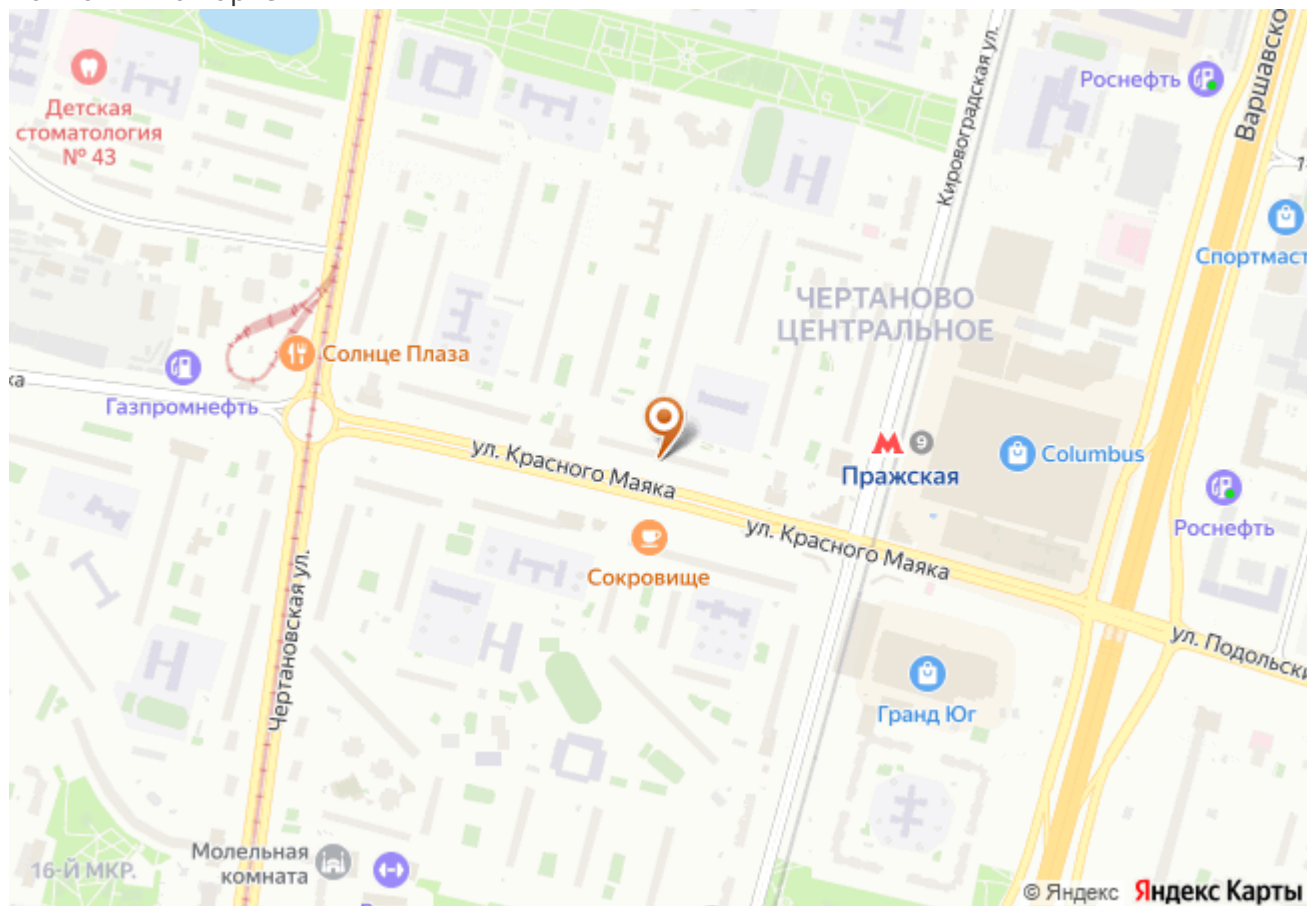 Детская
стоматология
№ 43
Кировоградская ул.
Роснефть
Варшавско
1-
Спортмаст
ЧЕРТАНОВО
ЦЕНТРАЛЬНОЕ
Солнце Плаза
ка
Газпромнефть
ул. Красного Маяка
9
Columbus
Пражская
Роснефть
ул. Красного Маяка
Сокровище
Чертановская ул.
ул. Подольски
Гранд Юг
Молельная
комната
16-Й МКР.
© Яндекс Яндекс Карты